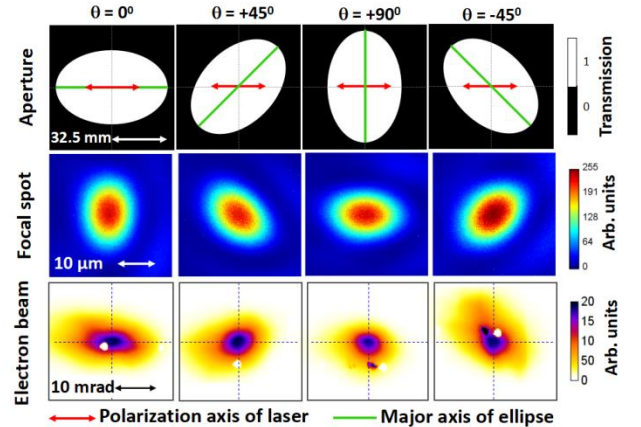 θ = 0⁰ θ = +45⁰ θ = +90⁰ θ = -45⁰
Aperture
32.5 mm
1
0
Transmission
Focal spot
10 µm
255
191
128
64
0
Arb. units
Electron beam
10 mrad
20
15
10
50
0
Arb. units
Polarization axis of laser Major axis of ellipse